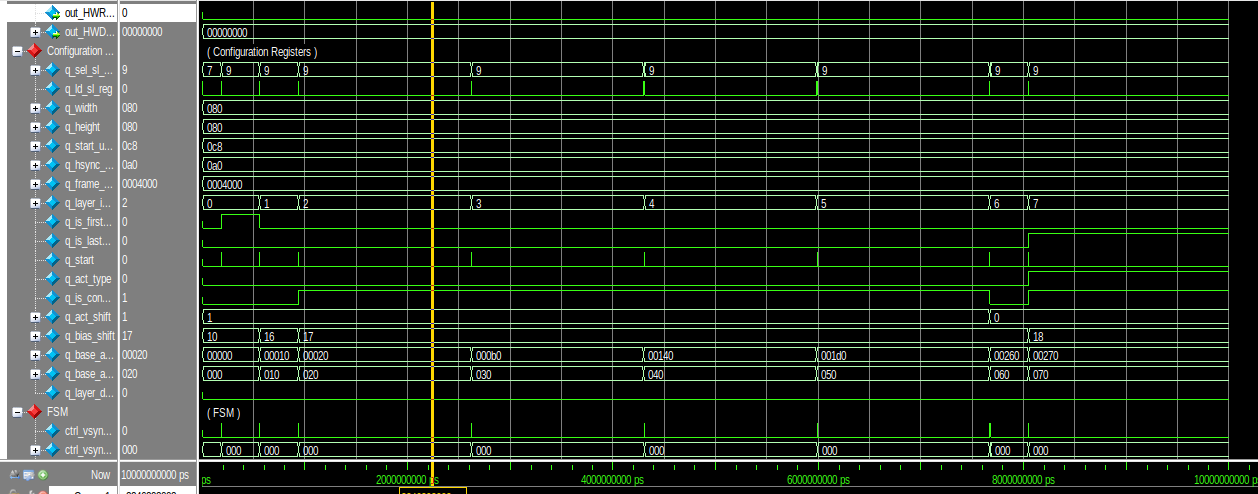 out_HWR... 0
out_HWD... 00000000 00000000
Configuration ... ( Configuration Registers )
q_sel_sl_... 9 7 9 9 9 9 9 9 9 9
q_ld_sl_reg 0
q_width 080 080
q_height 080 080
q_start_u... 0c8 0c8
q_hsync_... 0a0 0a0
q_frame_... 0004000 0004000
q_layer_i... 2 0 1 2 3 4 5 6 7
q_is_first... 0
q_is_last... 0
q_start 0
q_act_type 0
q_is_con... 1
q_act_shift 1 1 0
q_bias_shift 17 10 16 17 18
q_base_a... 00020 00000 00010 00020 000b0 00140 001d0 00260 00270
q_base_a... 020 000 010 020 030 040 050 060 070
q_layer_d... 0
FSM ( FSM )
ctrl_vsyn... 0
ctrl_vsyn... 000 000 000 000 000 000 000 000 000
Now 10000000000 ps ps 2000000000 ps 4000000000 ps 6000000000 ps 8000000000 ps 10000000000 p